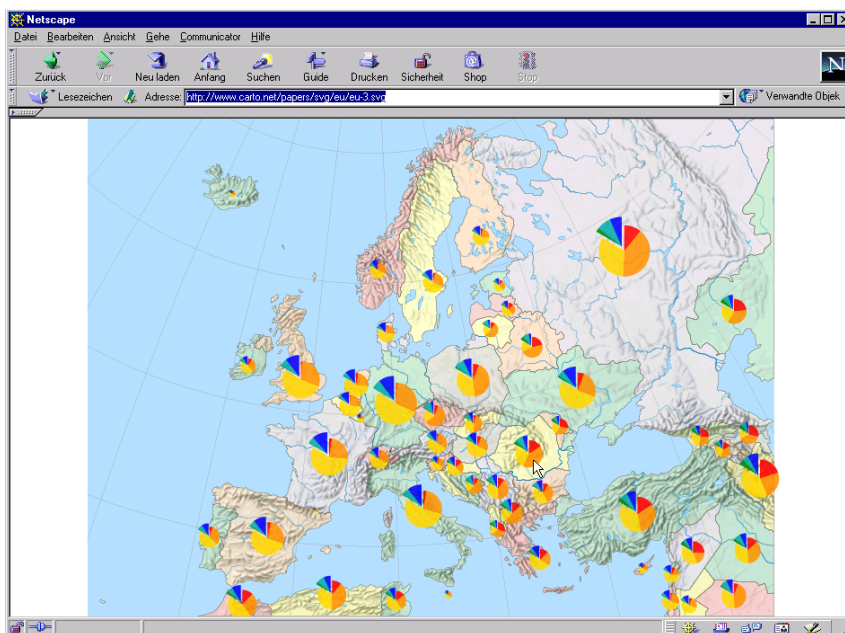 Netscape
Datei Bearbeiten Ansicht Gehe Communicator Hilfe
Zurück Vor Neu laden Anfang Suchen Guide Drucken Sicherheit Shop Stop
N
Lesezeichen Adresse: http://www.carto.net/papers/svg/eu/eu-3.svg Verwandte Objek